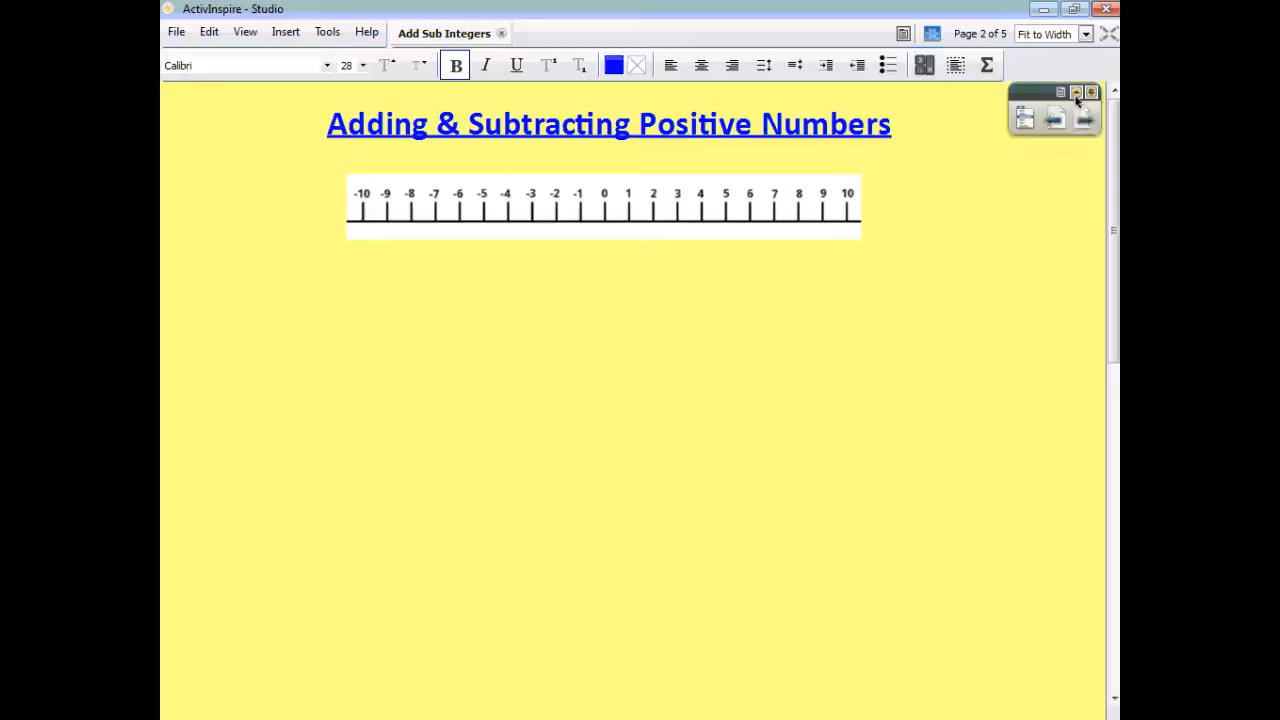 ActivInspire - Studio
File Edit View Insert Tools Help Add Sub Integers Page 2 of 5 Fit to Width
Calibri 28 B I U
Adding & Subtracting Positive Numbers
-10 -9 -8 -7 -6 -5 -4 -3 -2 -1 0 1 2 3 4 5 6 7 8 9 10